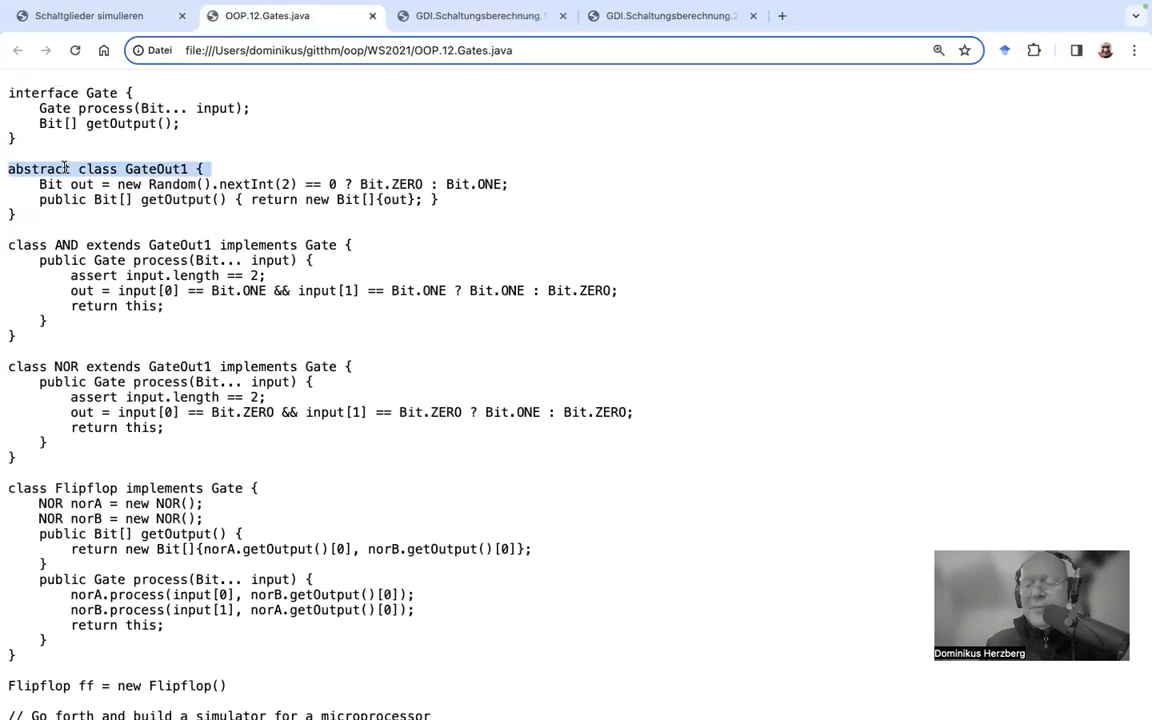 Schaltglieder simulieren
OOP.12.Gates.java
GDI.Schaltungsberechnung.1
GDI.Schaltungsberechnung.2
Datei
file:///Users/dominikus/gitthm/oop/WS2021/OOP.12.Gates.java
interface Gate {
    Gate process(Bit... input);
    Bit[] getOutput();
}
abstract class GateOut1 {
    Bit out = new Random().nextInt(2) == 0 ? Bit.ZERO : Bit.ONE;
    public Bit[] getOutput() { return new Bit[]{out}; }
}
class AND extends GateOut1 implements Gate {
    public Gate process(Bit... input) {
        assert input.length == 2;
        out = input[0] == Bit.ONE && input[1] == Bit.ONE ? Bit.ONE : Bit.ZERO;
        return this;
    }
}
class NOR extends GateOut1 implements Gate {
    public Gate process(Bit... input) {
        assert input.length == 2;
        out = input[0] == Bit.ZERO && input[1] == Bit.ZERO ? Bit.ONE : Bit.ZERO;
        return this;
    }
}
class Flipflop implements Gate {
    NOR norA = new NOR();
    NOR norB = new NOR();
    public Bit[] getOutput() {
        return new Bit[]{norA.getOutput()[0], norB.getOutput()[0]};
    }
    public Gate process(Bit... input) {
        norA.process(input[0], norB.getOutput()[0]);
        norB.process(input[1], norA.getOutput()[0]);
        return this;
    }
}
Flipflop ff = new Flipflop()
// Go forth and build a simulator for a microprocessor
Dominikus Herzberg